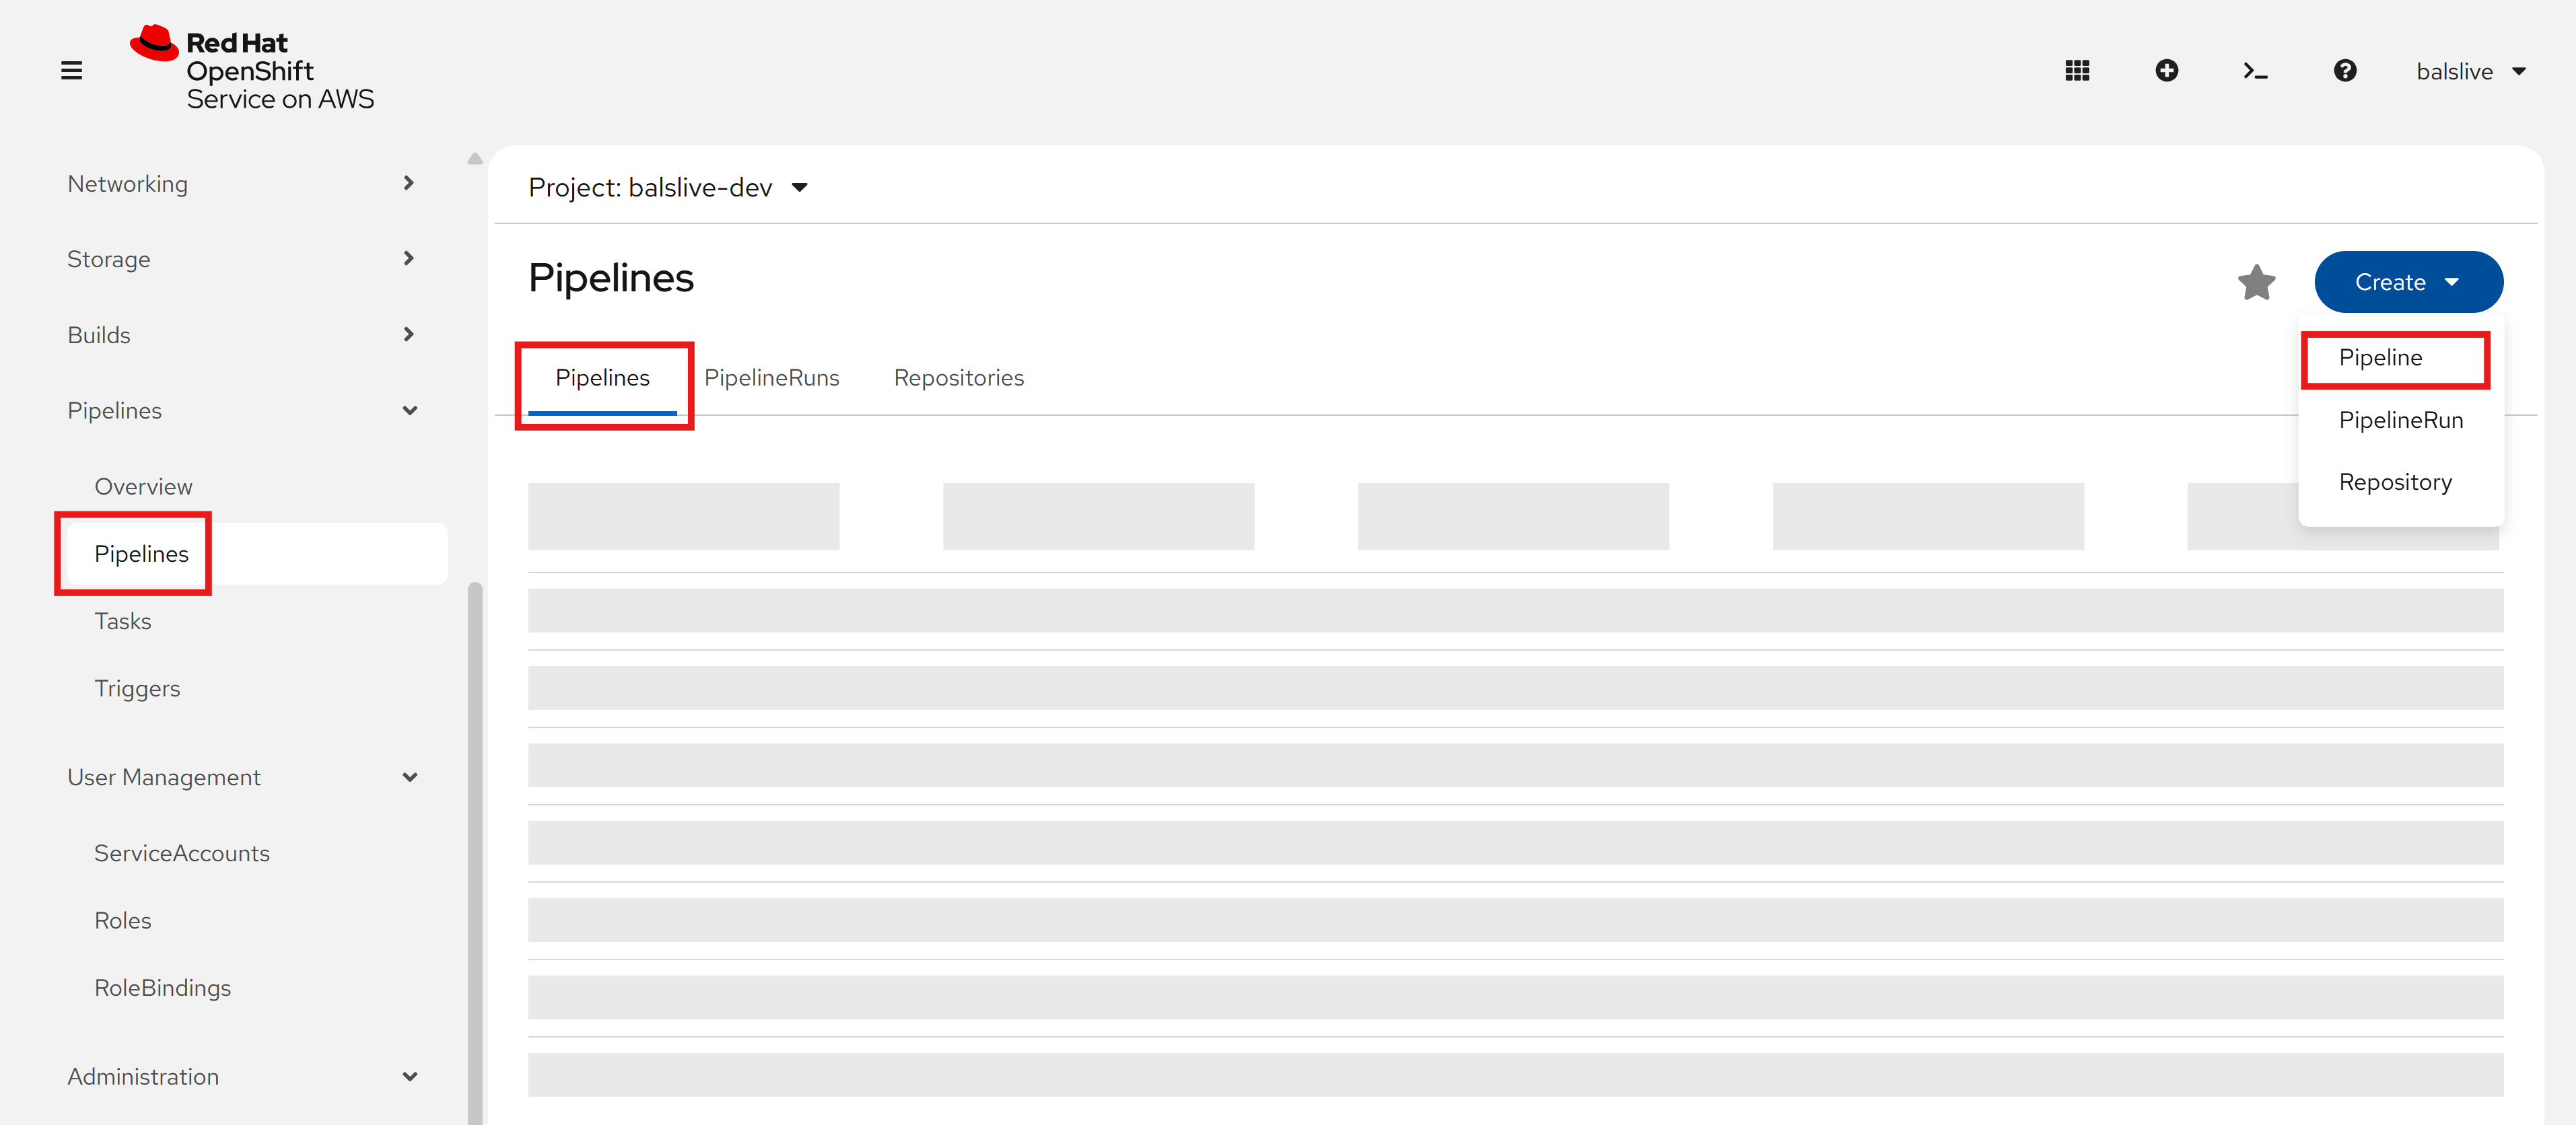 Red Hat
OpenShift
Service on AWS
balslive
Networking
Storage
Builds
Pipelines
Overview
Pipelines
Tasks
Triggers
User Management
ServiceAccounts
Roles
RoleBindings
Administration
Project: balslive-dev
Pipelines
Create
Pipelines PipelineRuns Repositories
Pipeline
PipelineRun
Repository